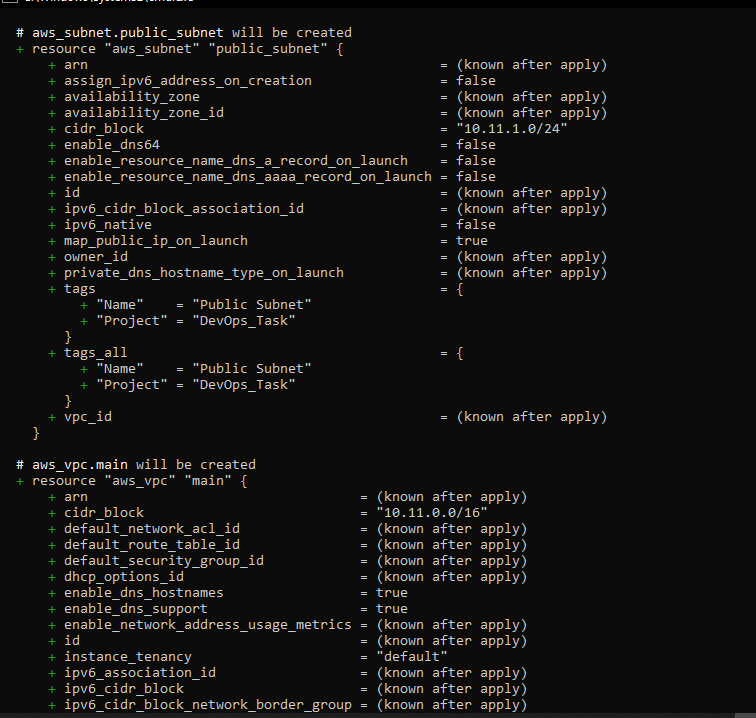 # aws_subnet.public_subnet will be created
+ resource "aws_subnet" "public_subnet" {
+ arn = (known after apply)
+ assign_ipv6_address_on_creation = false
+ availability_zone = (known after apply)
+ availability_zone_id = (known after apply)
+ cidr_block = "10.11.1.0/24"
+ enable_dns64 = false
+ enable_resource_name_dns_a_record_on_launch = false
+ enable_resource_name_dns_aaaa_record_on_launch = false
+ id = (known after apply)
+ ipv6_cidr_block_association_id = (known after apply)
+ ipv6_native = false
+ map_public_ip_on_launch = true
+ owner_id = (known after apply)
+ private_dns_hostname_type_on_launch = (known after apply)
+ tags = {
+ "Name" = "Public Subnet"
+ "Project" = "DevOps_Task"
}
+ tags_all = {
+ "Name" = "Public Subnet"
+ "Project" = "DevOps_Task"
}
+ vpc_id = (known after apply)
}
# aws_vpc.main will be created
+ resource "aws_vpc" "main" {
+ arn = (known after apply)
+ cidr_block = "10.11.0.0/16"
+ default_network_acl_id = (known after apply)
+ default_route_table_id = (known after apply)
+ default_security_group_id = (known after apply)
+ dhcp_options_id = (known after apply)
+ enable_dns_hostnames = true
+ enable_dns_support = true
+ enable_network_address_usage_metrics = (known after apply)
+ id = (known after apply)
+ instance_tenancy = "default"
+ ipv6_association_id = (known after apply)
+ ipv6_cidr_block = (known after apply)
+ ipv6_cidr_block_network_border_group = (known after apply)